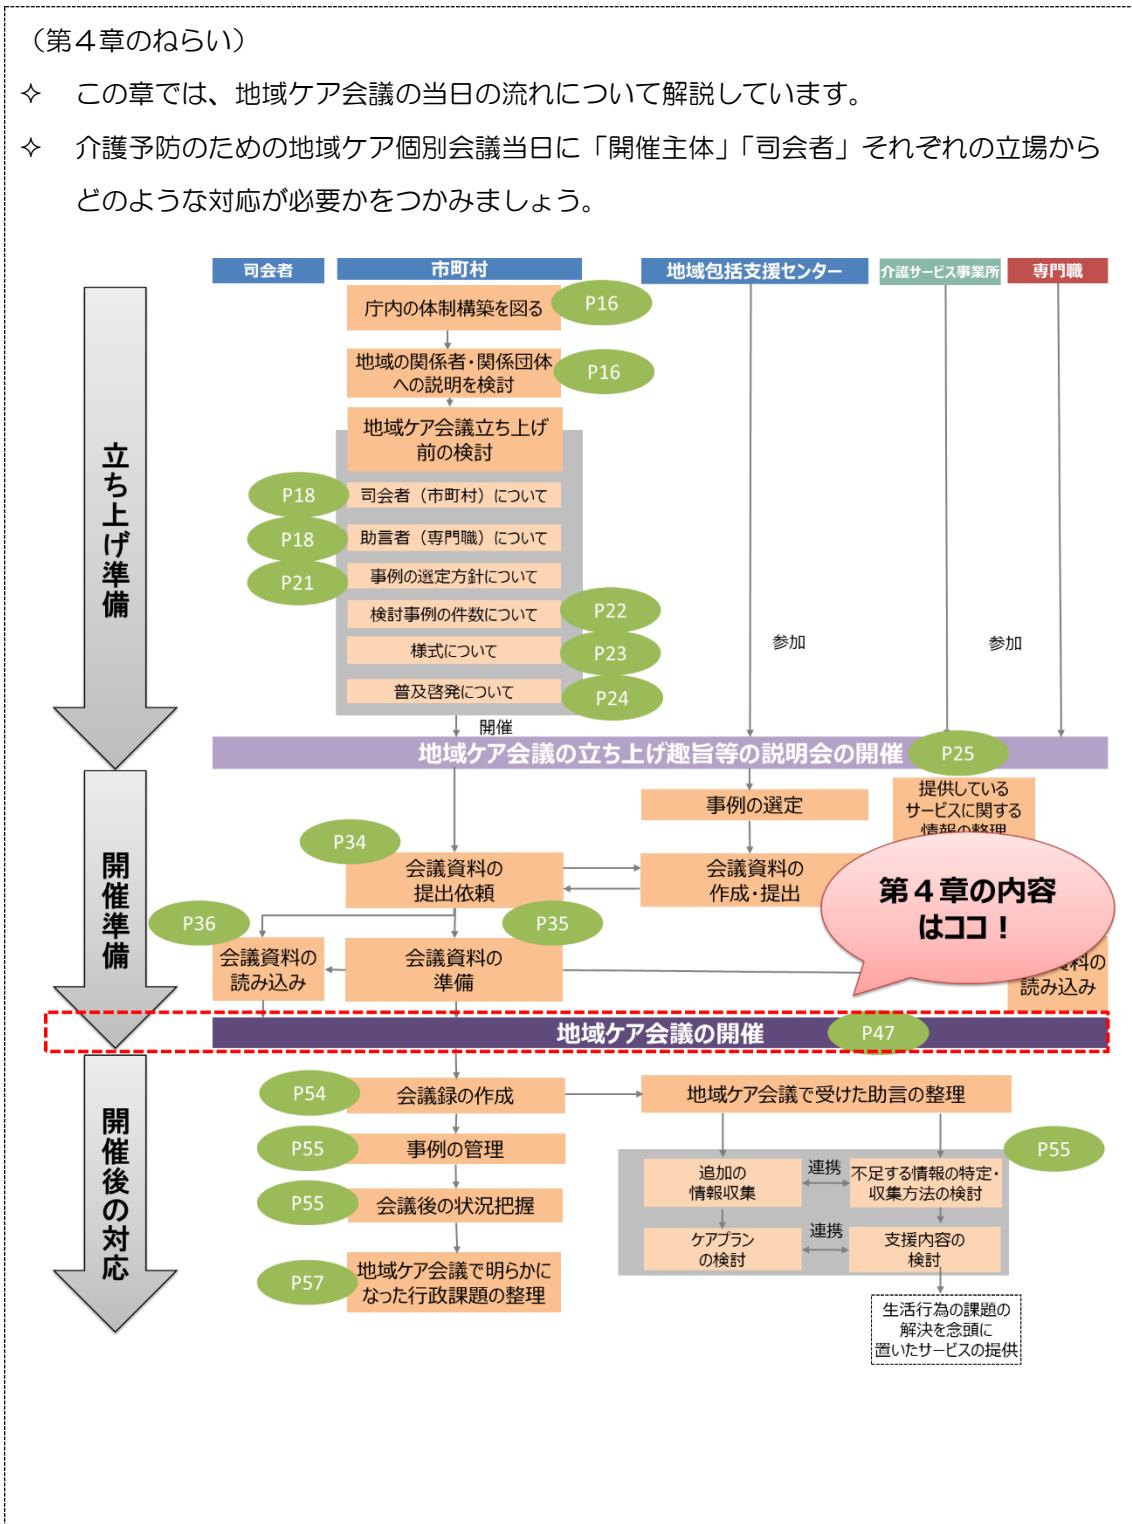 （第４章のねらい）
✧ この章では、地域ケア会議の当日の流れについて解説しています。
✧ 介護予防のための地域ケア個別会議当日に「開催主体」「司会者」それぞれの立場から
どのような対応が必要かをつかみましょう。
司会者
市町村
地域包括支援センター
介護サービス事業所
専門職
立ち上げ準備
庁内の体制構築を図る
P16
地域の関係者・関係団体
への説明を検討
P16
地域ケア会議立ち上げ
前の検討
P18
司会者（市町村）について
P18
助言者（専門職）について
P21
事例の選定方針について
検討事例の件数について
P22
様式について
P23
普及啓発について
P24
参加
参加
開催
地域ケア会議の立ち上げ趣旨等の説明会の開催
P25
開催準備
事例の選定
提供している
サービスに関する
情報の整理
P34
会議資料の
提出依頼
会議資料の
作成・提出
第４章の内容
はココ！
P36
会議資料の
読み込み
P35
会議資料の
準備
資料の
読み込み
地域ケア会議の開催
P47
開催後の対応
P54
会議録の作成
地域ケア会議で受けた助言の整理
P55
事例の管理
P55
追加の
情報収集
連携
不足する情報の特定・
収集方法の検討
P55
会議後の状況把握
ケアプラン
の検討
連携
支援内容の
検討
P57
地域ケア会議で明らかに
なった行政課題の整理
生活行為の課題の
解決を念頭に
置いたサービスの提供